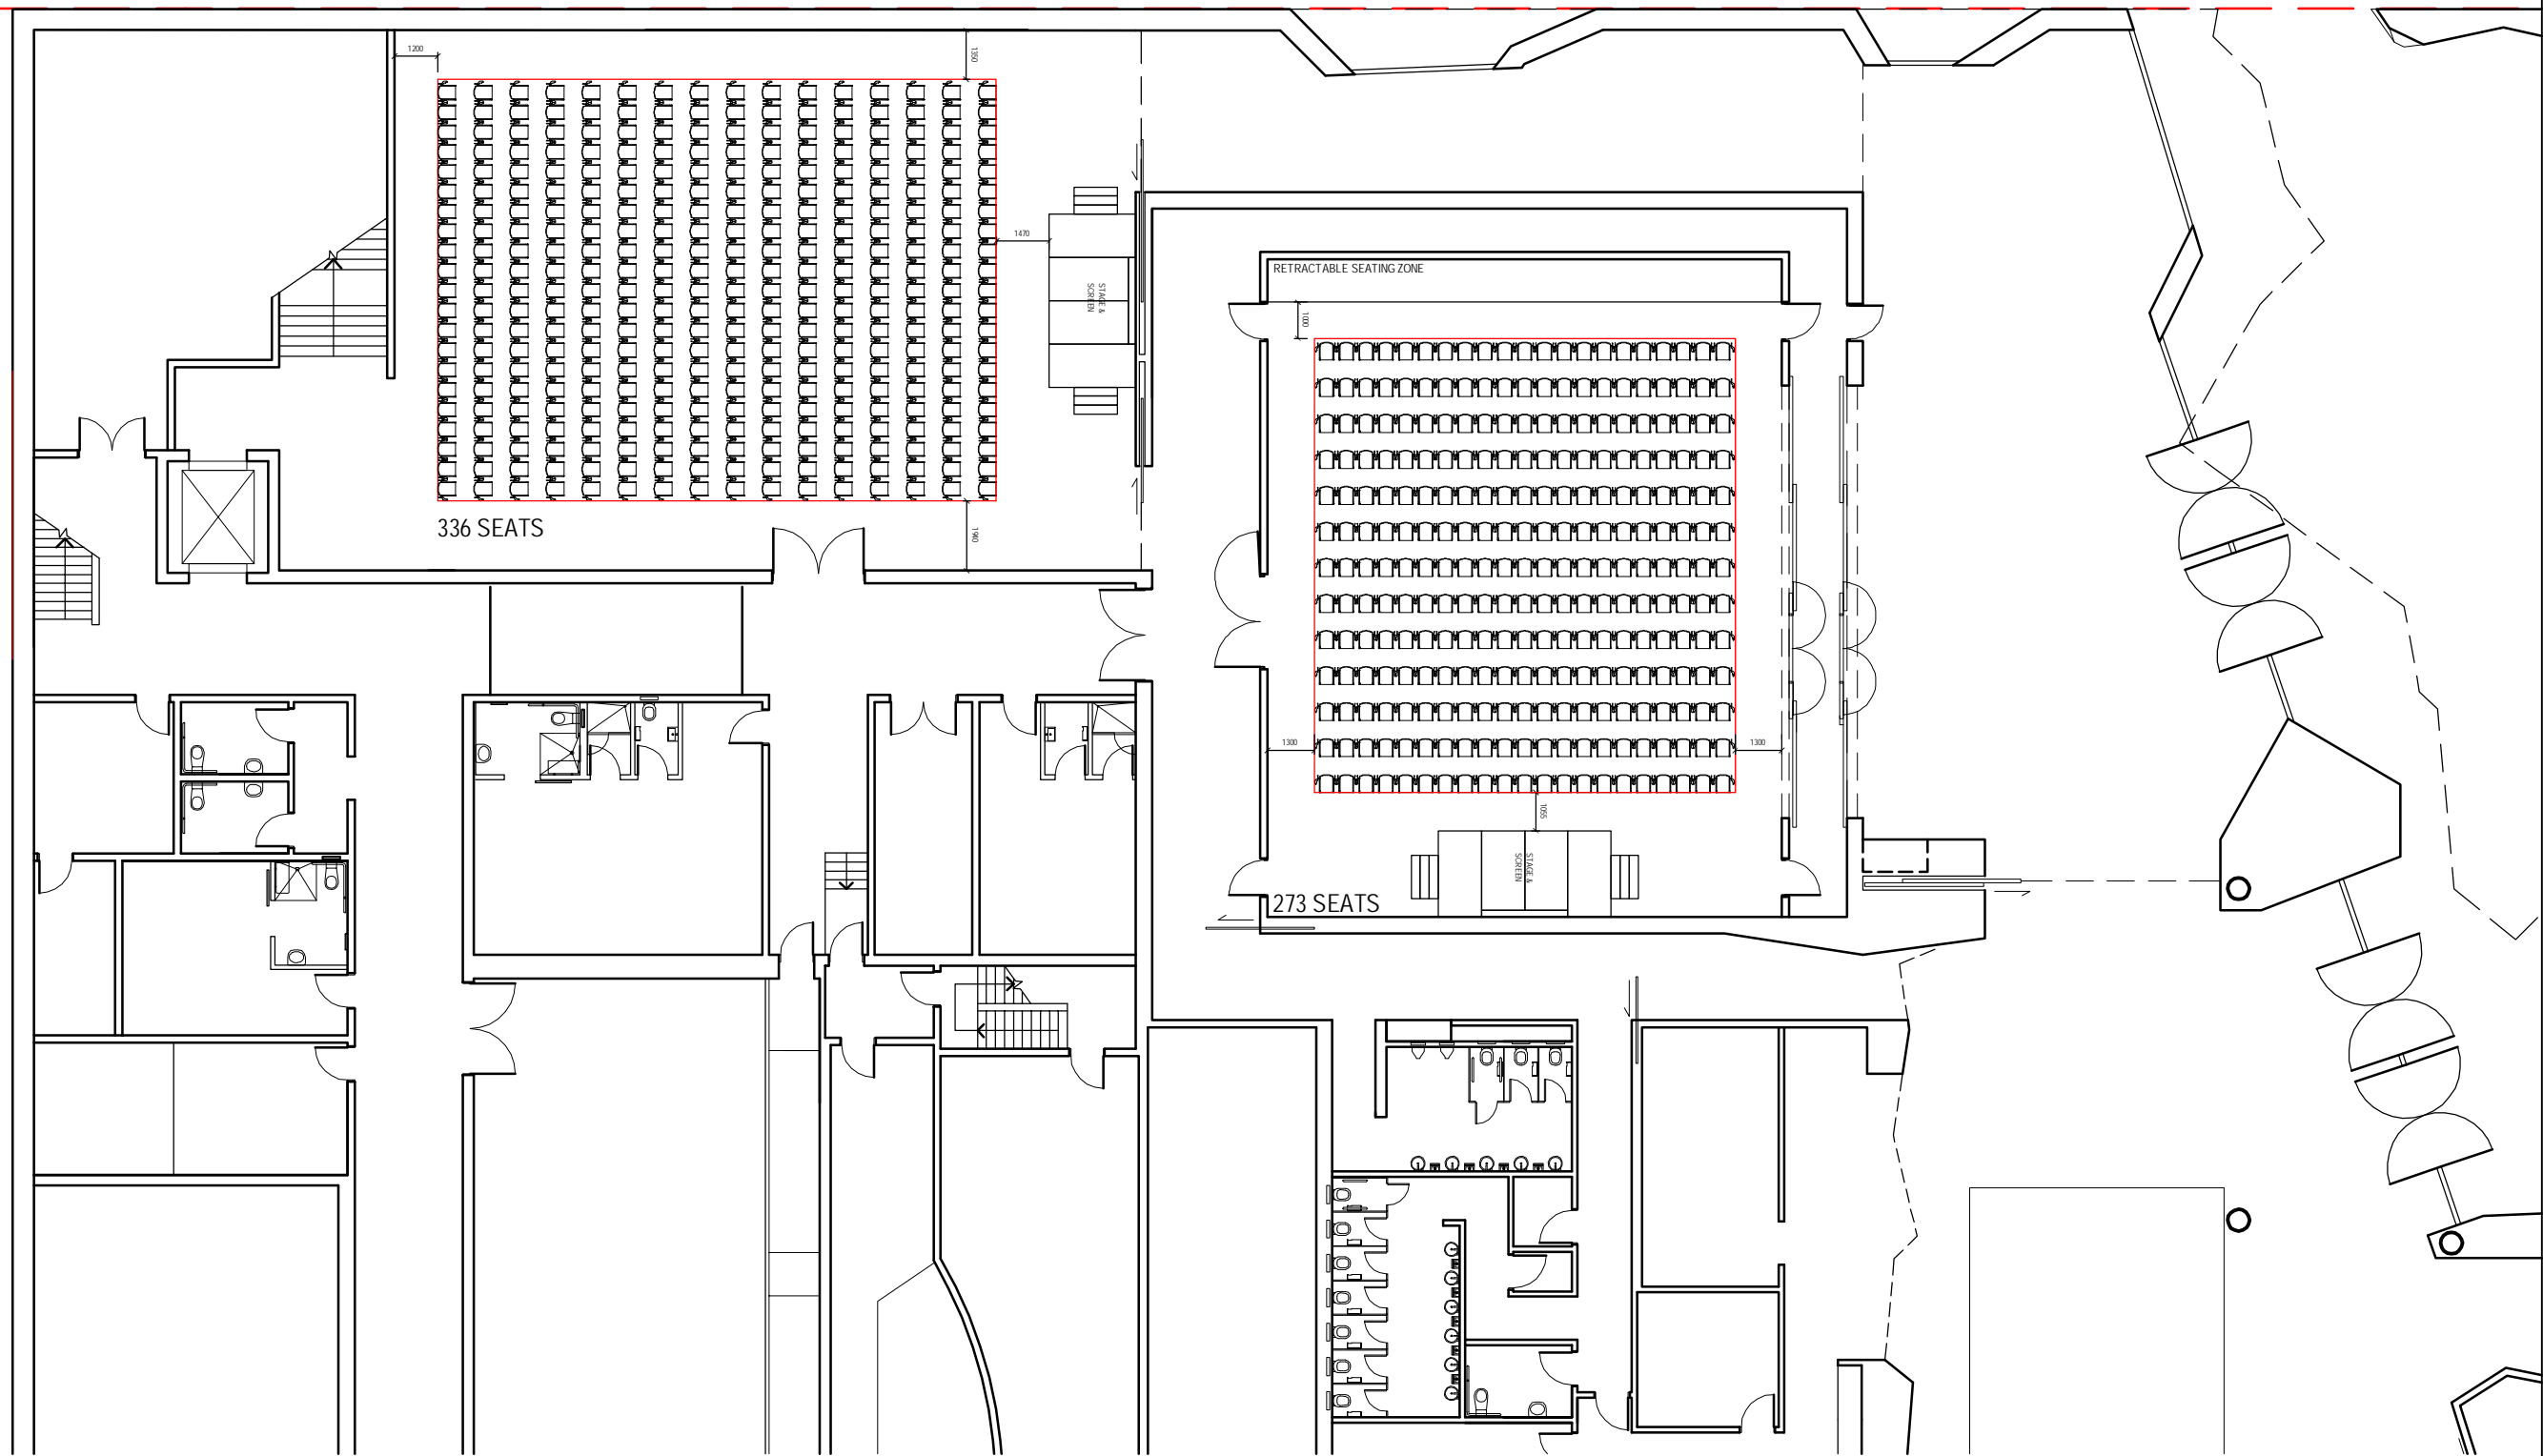 1200
1350
1470
STAGE &
SCREEN
RETRACTABLE SEATING ZONE
1000
336 SEATS
1960
1300
1300
1055
STAGE &
SCREEN
273 SEATS